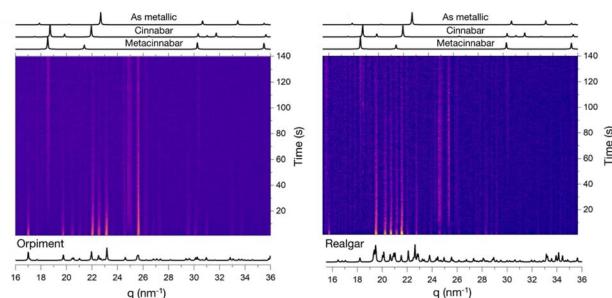 As metallic
Cinnabar
Metacinnabar
140
120
100
80
60
40
20
Time (s)
Orpiment
16 18 20 22 24 26 28 30 32 34 36
q (nm⁻¹)
As metallic
Cinnabar
Metacinnabar
140
120
100
80
60
40
20
Time (s)
Realgar
16 18 20 22 24 26 28 30 32 34 36
q (nm⁻¹)